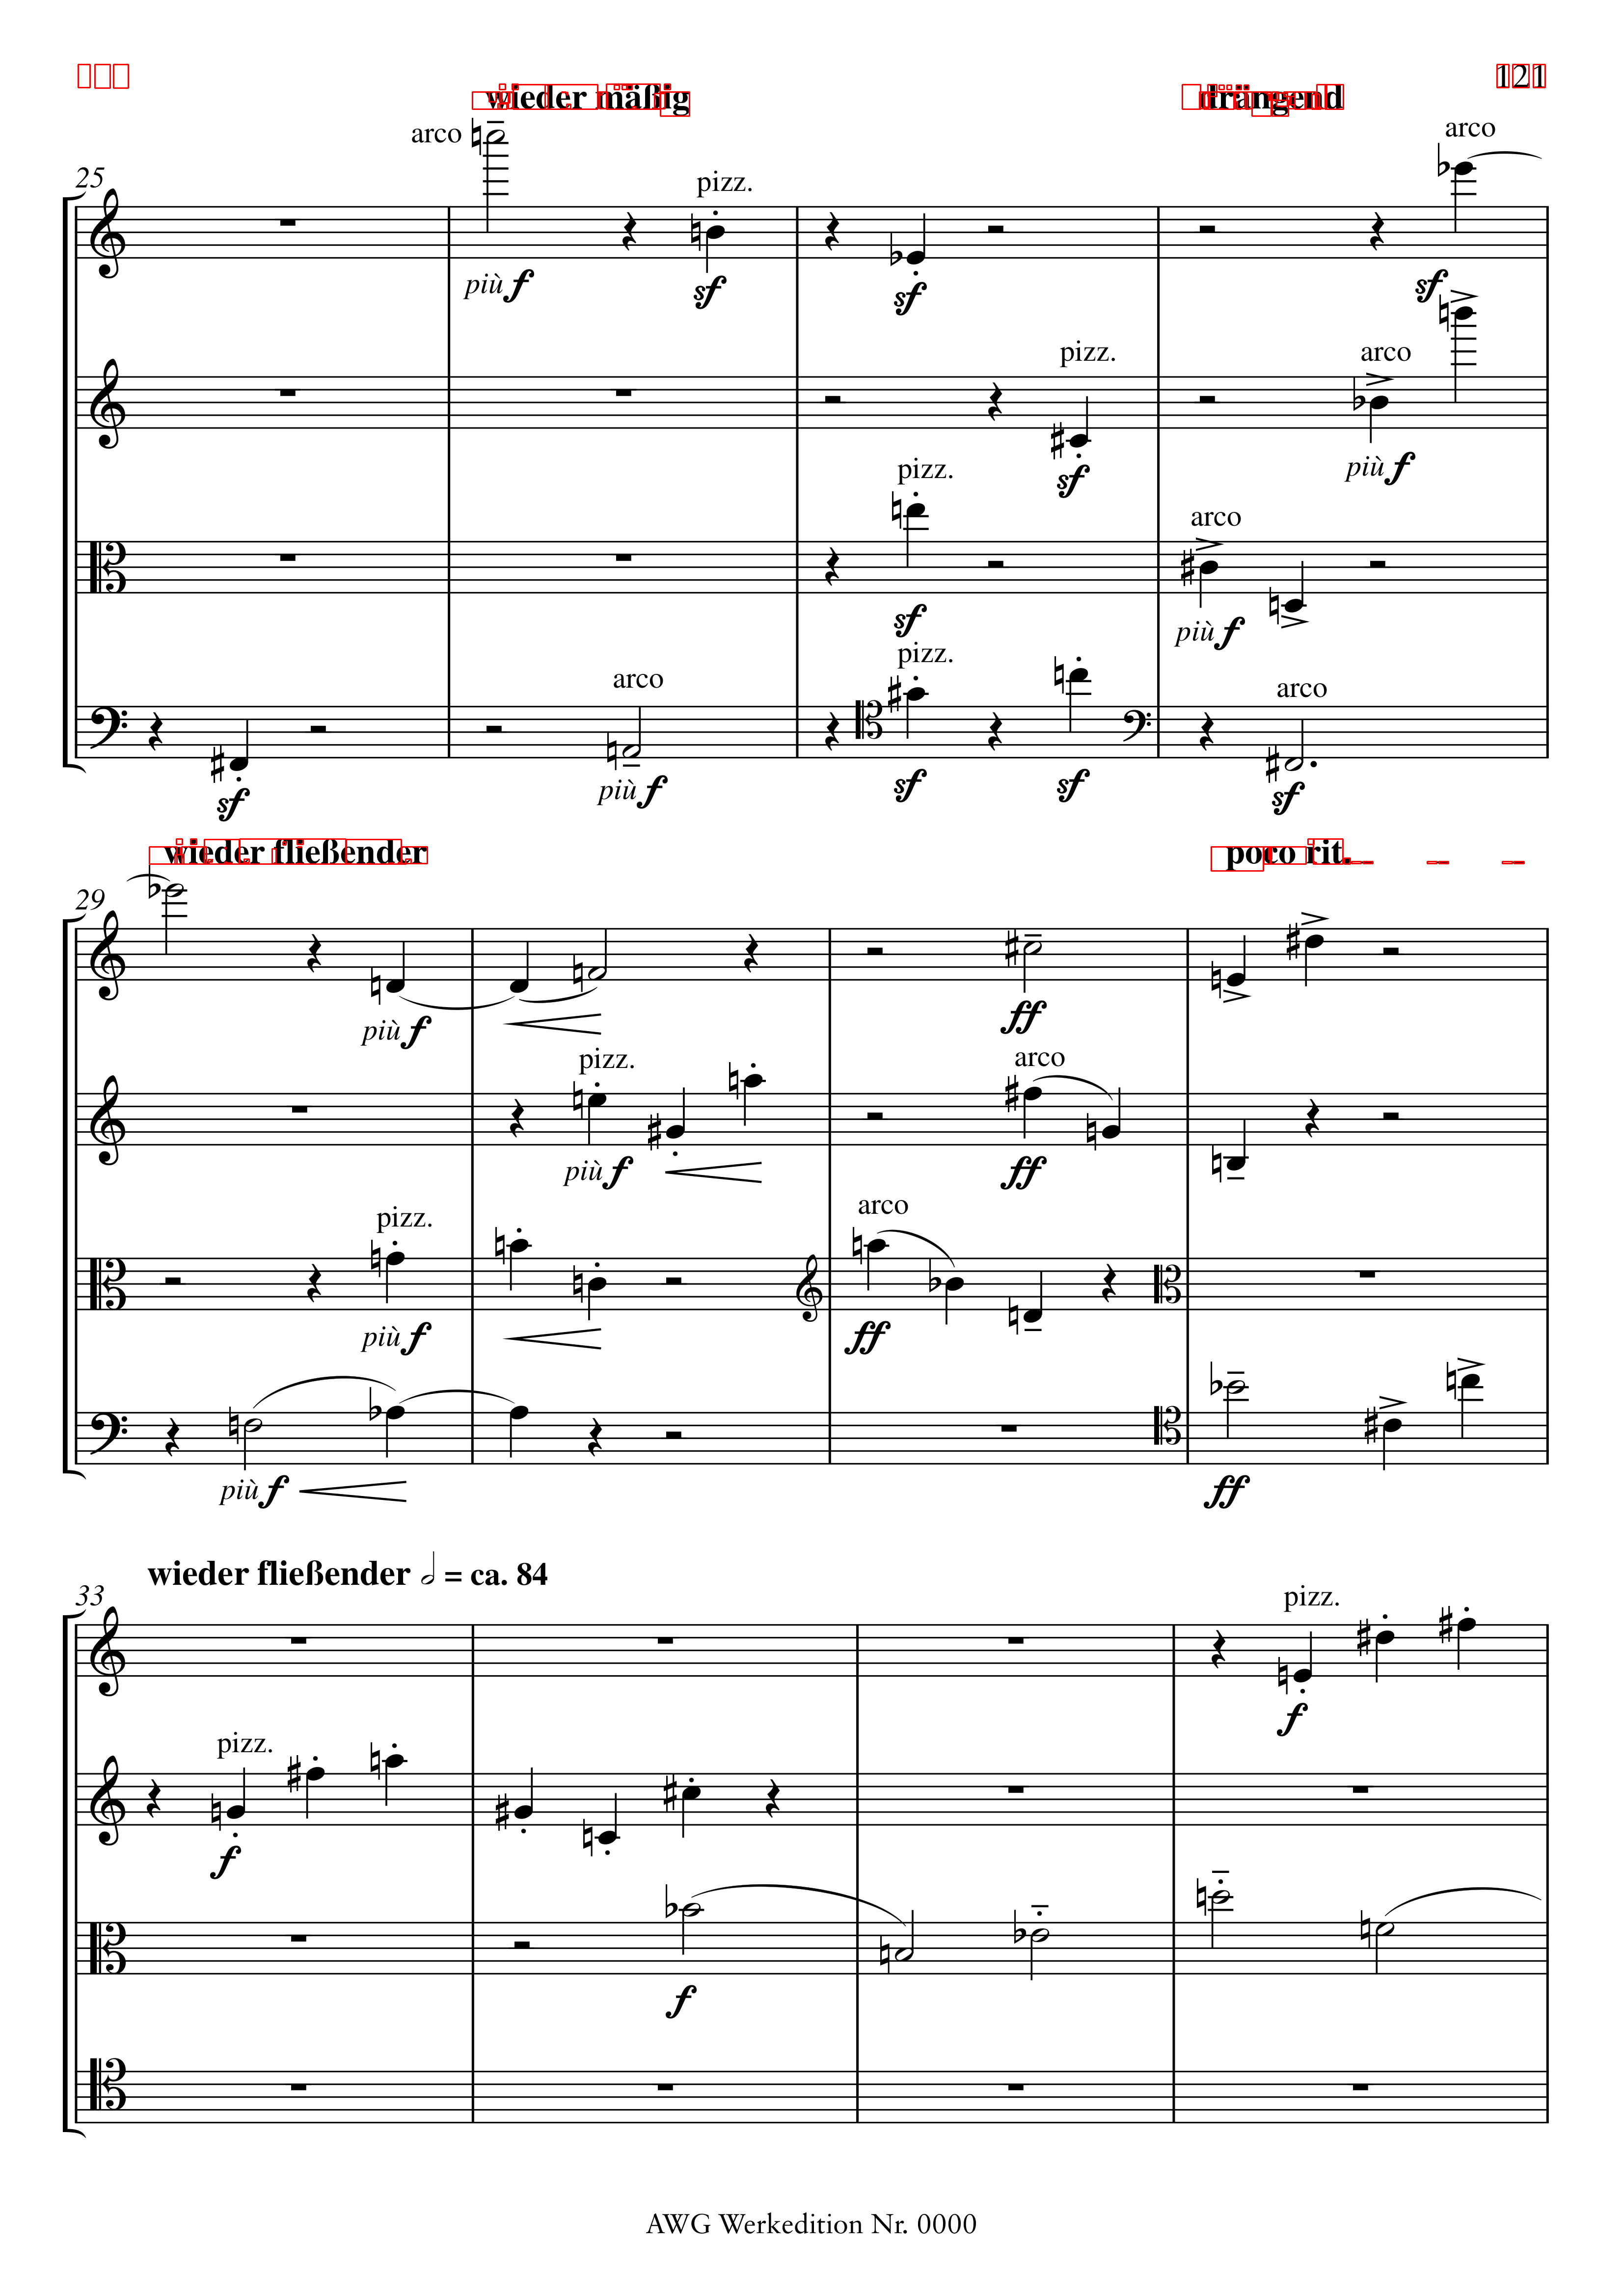 121
wieder mäßig
drängend
arco
arco
25
pizz.
più f
sf
sf
sf
pizz.
arco
sf
più f
pizz.
arco
sf
più f
arco
pizz.
arco
sf
più f
sf
sf
sf
wieder fließender
poco rit.
29
più f
ff
pizz.
arco
più f
ff
pizz.
arco
più f
ff
più f
ff
wieder fließender = ca. 84
33
pizz.
f
pizz.
f
f
AWG Werkedition Nr. 0000